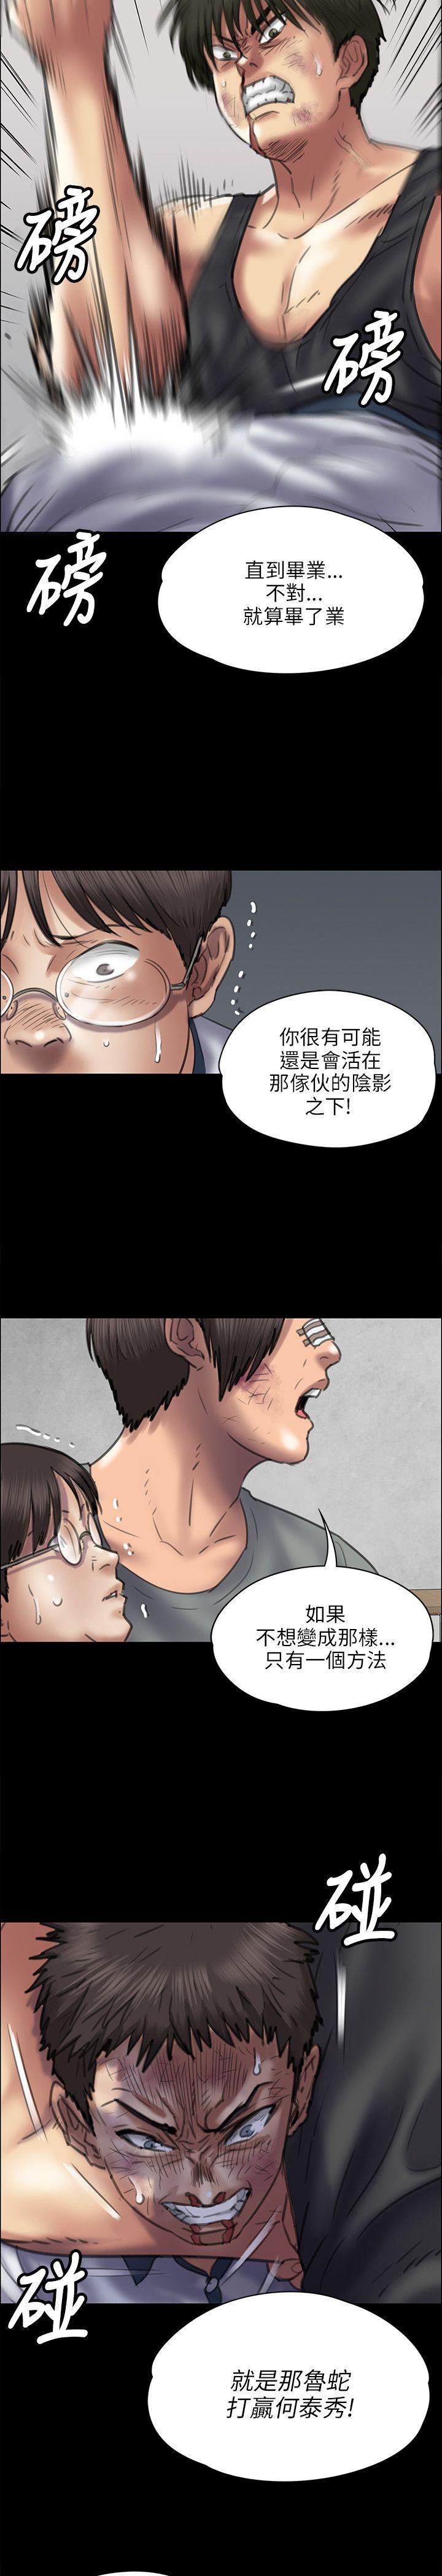 磅
磅
磅
直到畢業...
不對...
就算畢了業
你很有可能
還是會活在
那傢伙的陰影
之下!
如果
不想變成那樣...
只有一個方法
碰
碰
就是那魯蛇
打贏何泰秀!